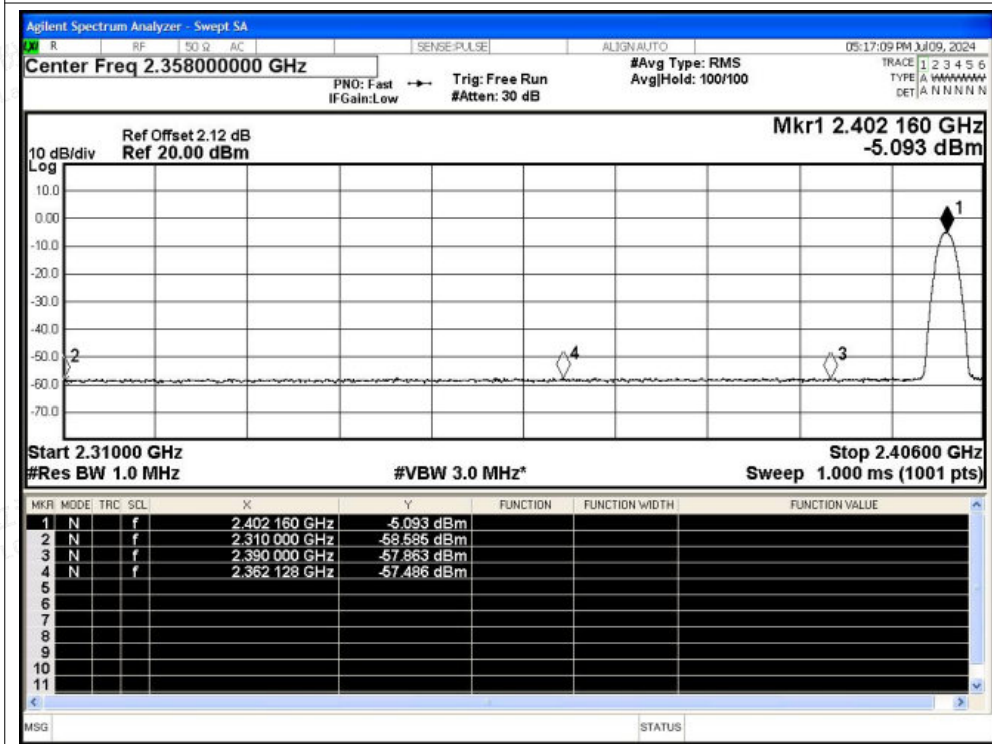 Agilent Spectrum Analyzer - Swept SA
LXI R RF 50 Ω AC SENSE:PULSE ALIGN AUTO 05:17:09 PM Jul 09, 2024
Center Freq 2.358000000 GHz
PNO: Fast
IFGain:Low
Trig: Free Run
#Atten: 30 dB
#Avg Type: RMS
Avg|Hold: 100/100
TRACE 1 2 3 4 5 6
TYPE A WWWWW
DET A N N N N N
Mkr1 2.402 160 GHz
-5.093 dBm
Ref Offset 2.12 dB
10 dB/div Ref 20.00 dBm
Log
10.0
0.00
-10.0
-20.0
-30.0
-40.0
-50.0
-60.0
-70.0
1
2
4
3
Start 2.31000 GHz Stop 2.40600 GHz
#Res BW 1.0 MHz #VBW 3.0 MHz* Sweep 1.000 ms (1001 pts)
MKR MODE TRC SCL X Y FUNCTION FUNCTION WIDTH FUNCTION VALUE
1 N f 2.402 160 GHz -5.093 dBm
2 N f 2.310 000 GHz -58.585 dBm
3 N f 2.390 000 GHz -57.863 dBm
4 N f 2.362 128 GHz -57.486 dBm
5
6
7
8
9
10
11
MSG STATUS